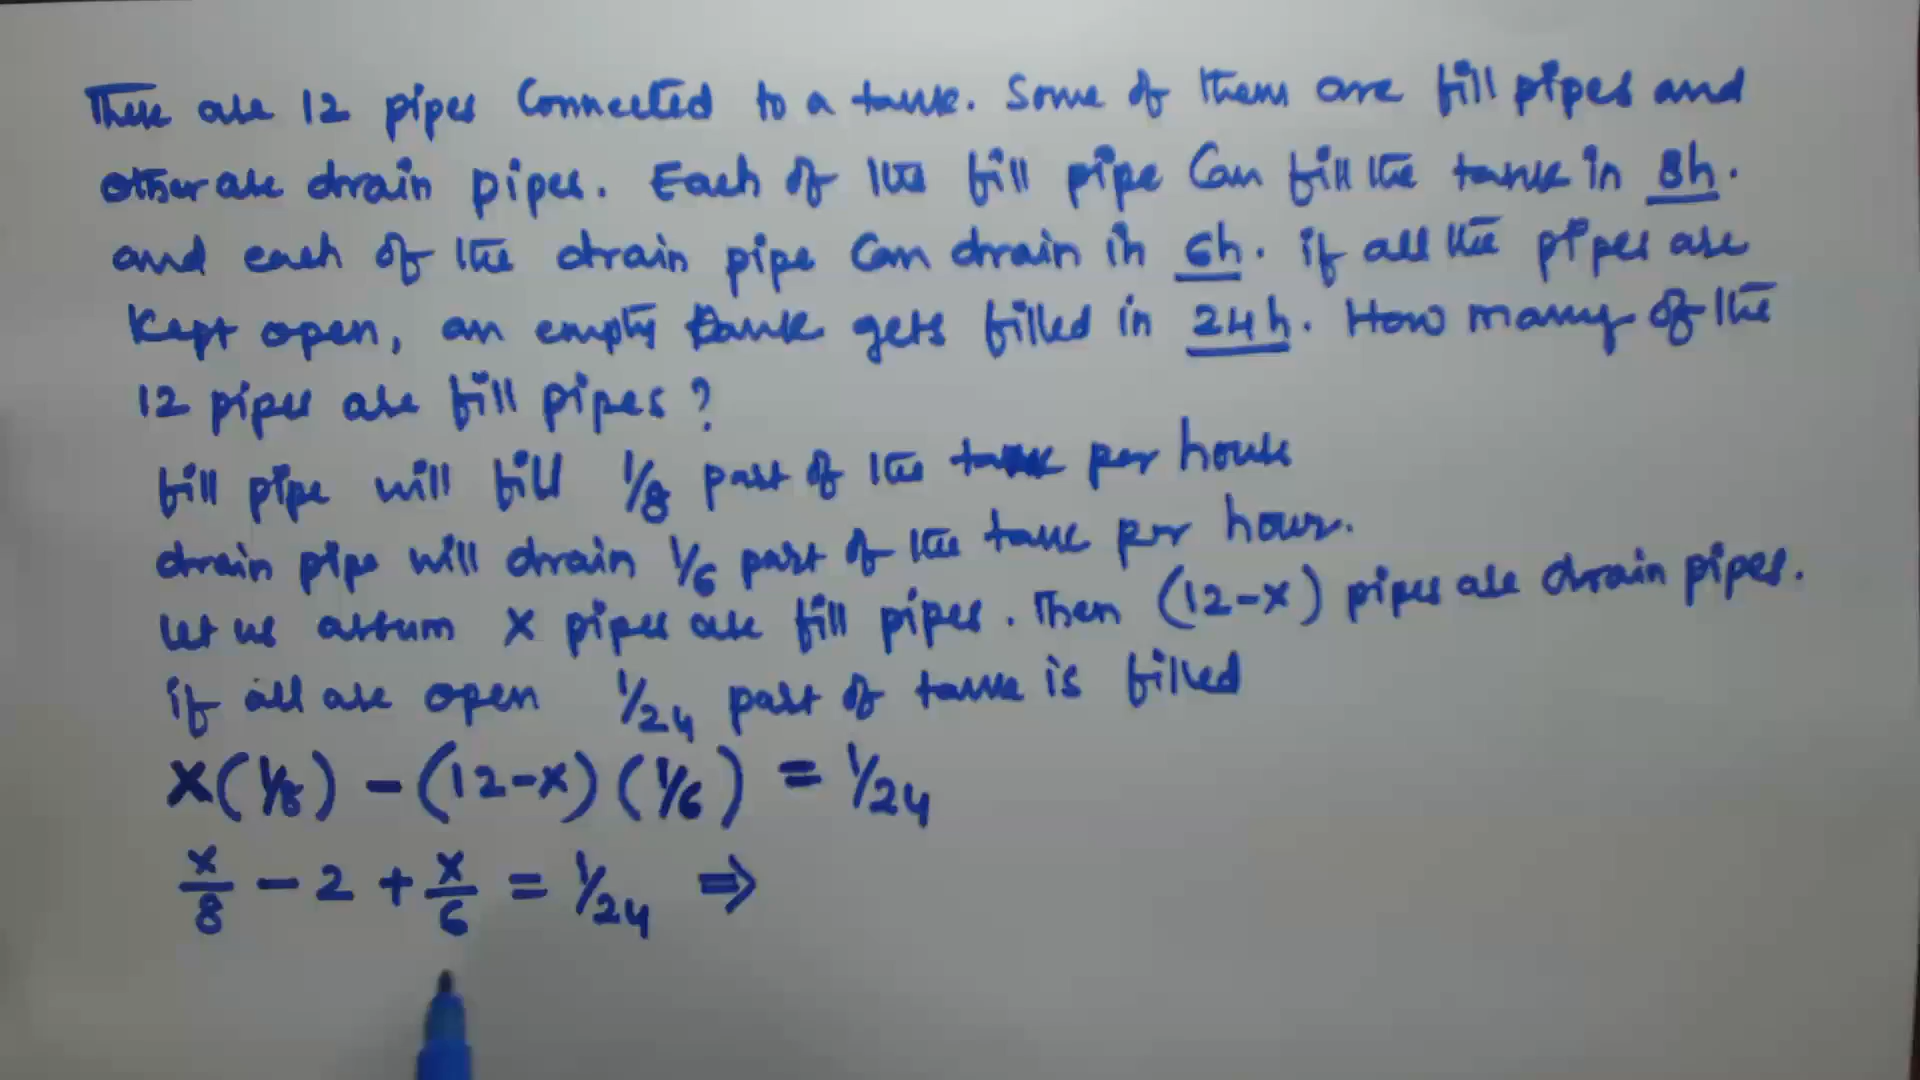 There are 12 pipes connected to a tank. Some of them are fill pipes and
other are drain pipes. Each of the fill pipe can fill the tank in 8h.
and each of the drain pipe can drain in 6h. if all the pipes are
kept open, an empty tank gets filled in 24h. How many of the
12 pipes are fill pipes?
fill pipe will fill 1/8 part of the tank per hour
drain pipe will drain 1/6 part of the tank per hour.
let us assum x pipes are fill pipes. Then (12-x) pipes are drain pipes.
if all are open 1/24 part of tank is filled
x(1/8) - (12-x)(1/6) = 1/24
x/8 - 2 + x/6 = 1/24 ⇒